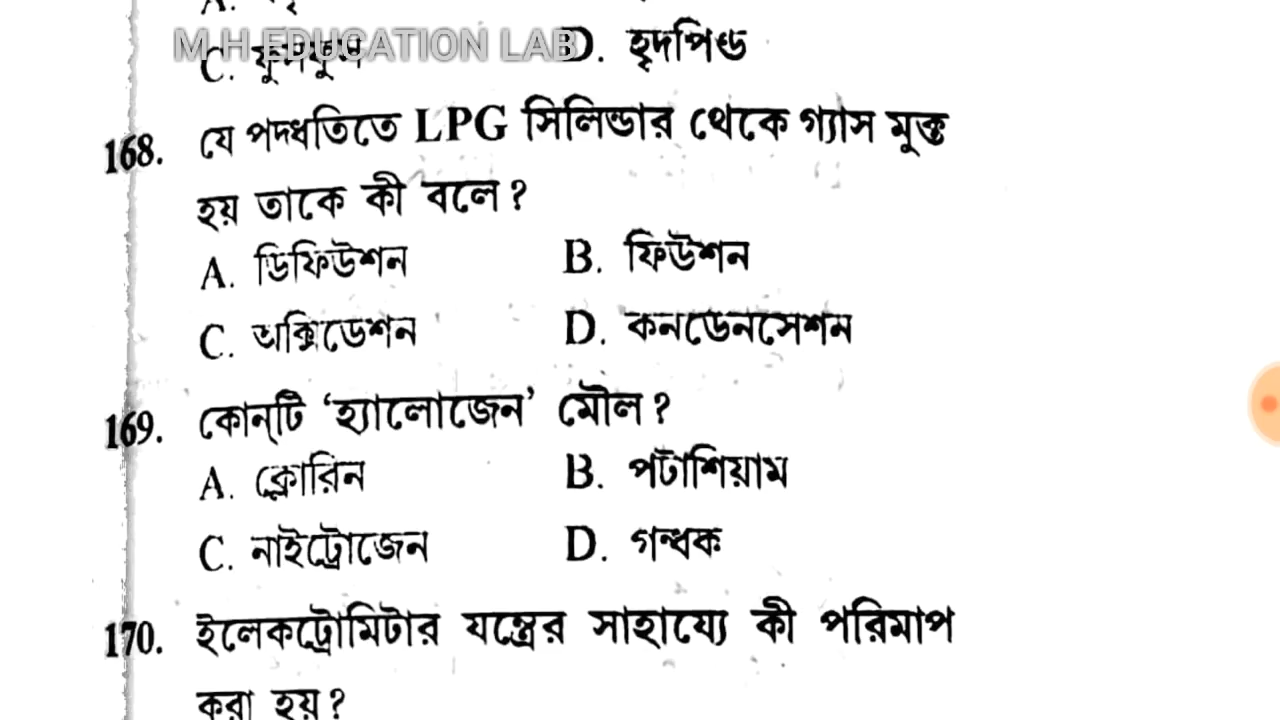 M H EDUCATION LAB
C. ফুসফুস D. হৃদপিণ্ড
168. যে পদ্ধতিতে LPG সিলিন্ডার থেকে গ্যাস মুক্ত
হয় তাকে কী বলে?
A. ডিফিউশন B. ফিউশন
C. অক্সিডেশন D. কনডেনসেশন
169. কোন্‌টি ‘হ্যালোজেন’ মৌল?
A. ক্লোরিন B. পটাশিয়াম
C. নাইট্রোজেন D. গন্ধক
170. ইলেকট্রোমিটার যন্ত্রের সাহায্যে কী পরিমাপ
করা হয়?